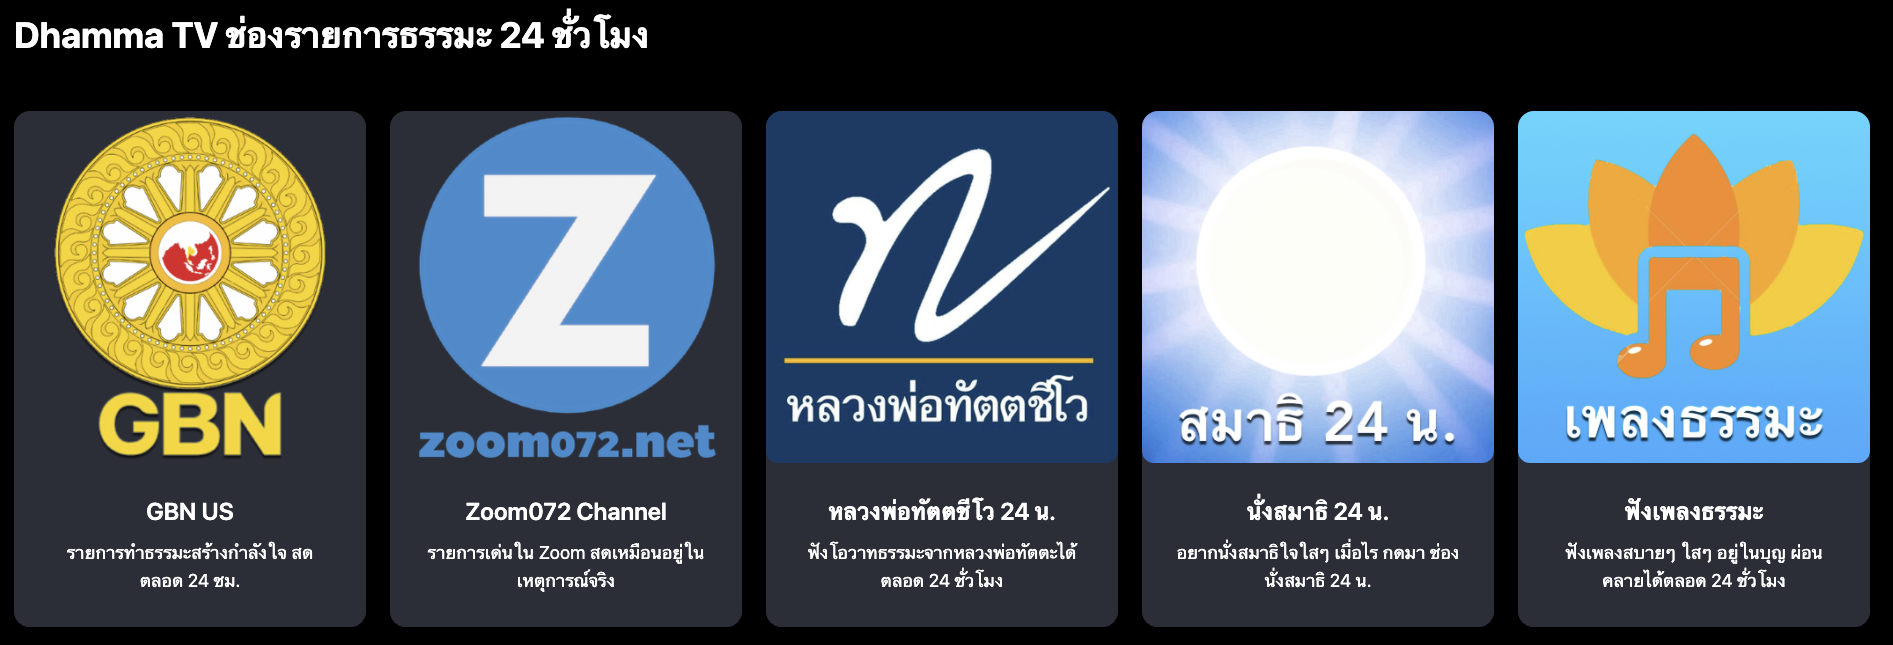 Dhamma TV ช่องรายการธรรมะ 24 ชั่วโมง
GBN
GBN US
รายการทำธรรมะสร้างกำลังใจ สด
ตลอด 24 ชม.
Z
zoom072.net
Zoom072 Channel
รายการเด่นใน Zoom สดเหมือนอยู่ใน
เหตุการณ์จริง
ท
หลวงพ่อทัตตชีโว
หลวงพ่อทัตตชีโว 24 น.
ฟังโอวาทธรรมะจากหลวงพ่อทัตตะได้
ตลอด 24 ชั่วโมง
สมาธิ 24 น.
นั่งสมาธิ 24 น.
อยากนั่งสมาธิใจใสๆ เมื่อไร กดมา ช่อง
นั่งสมาธิ 24 น.
เพลงธรรมะ
ฟังเพลงธรรมะ
ฟังเพลงสบายๆ ใสๆ อยู่ในบุญ ผ่อน
คลายได้ตลอด 24 ชั่วโมง